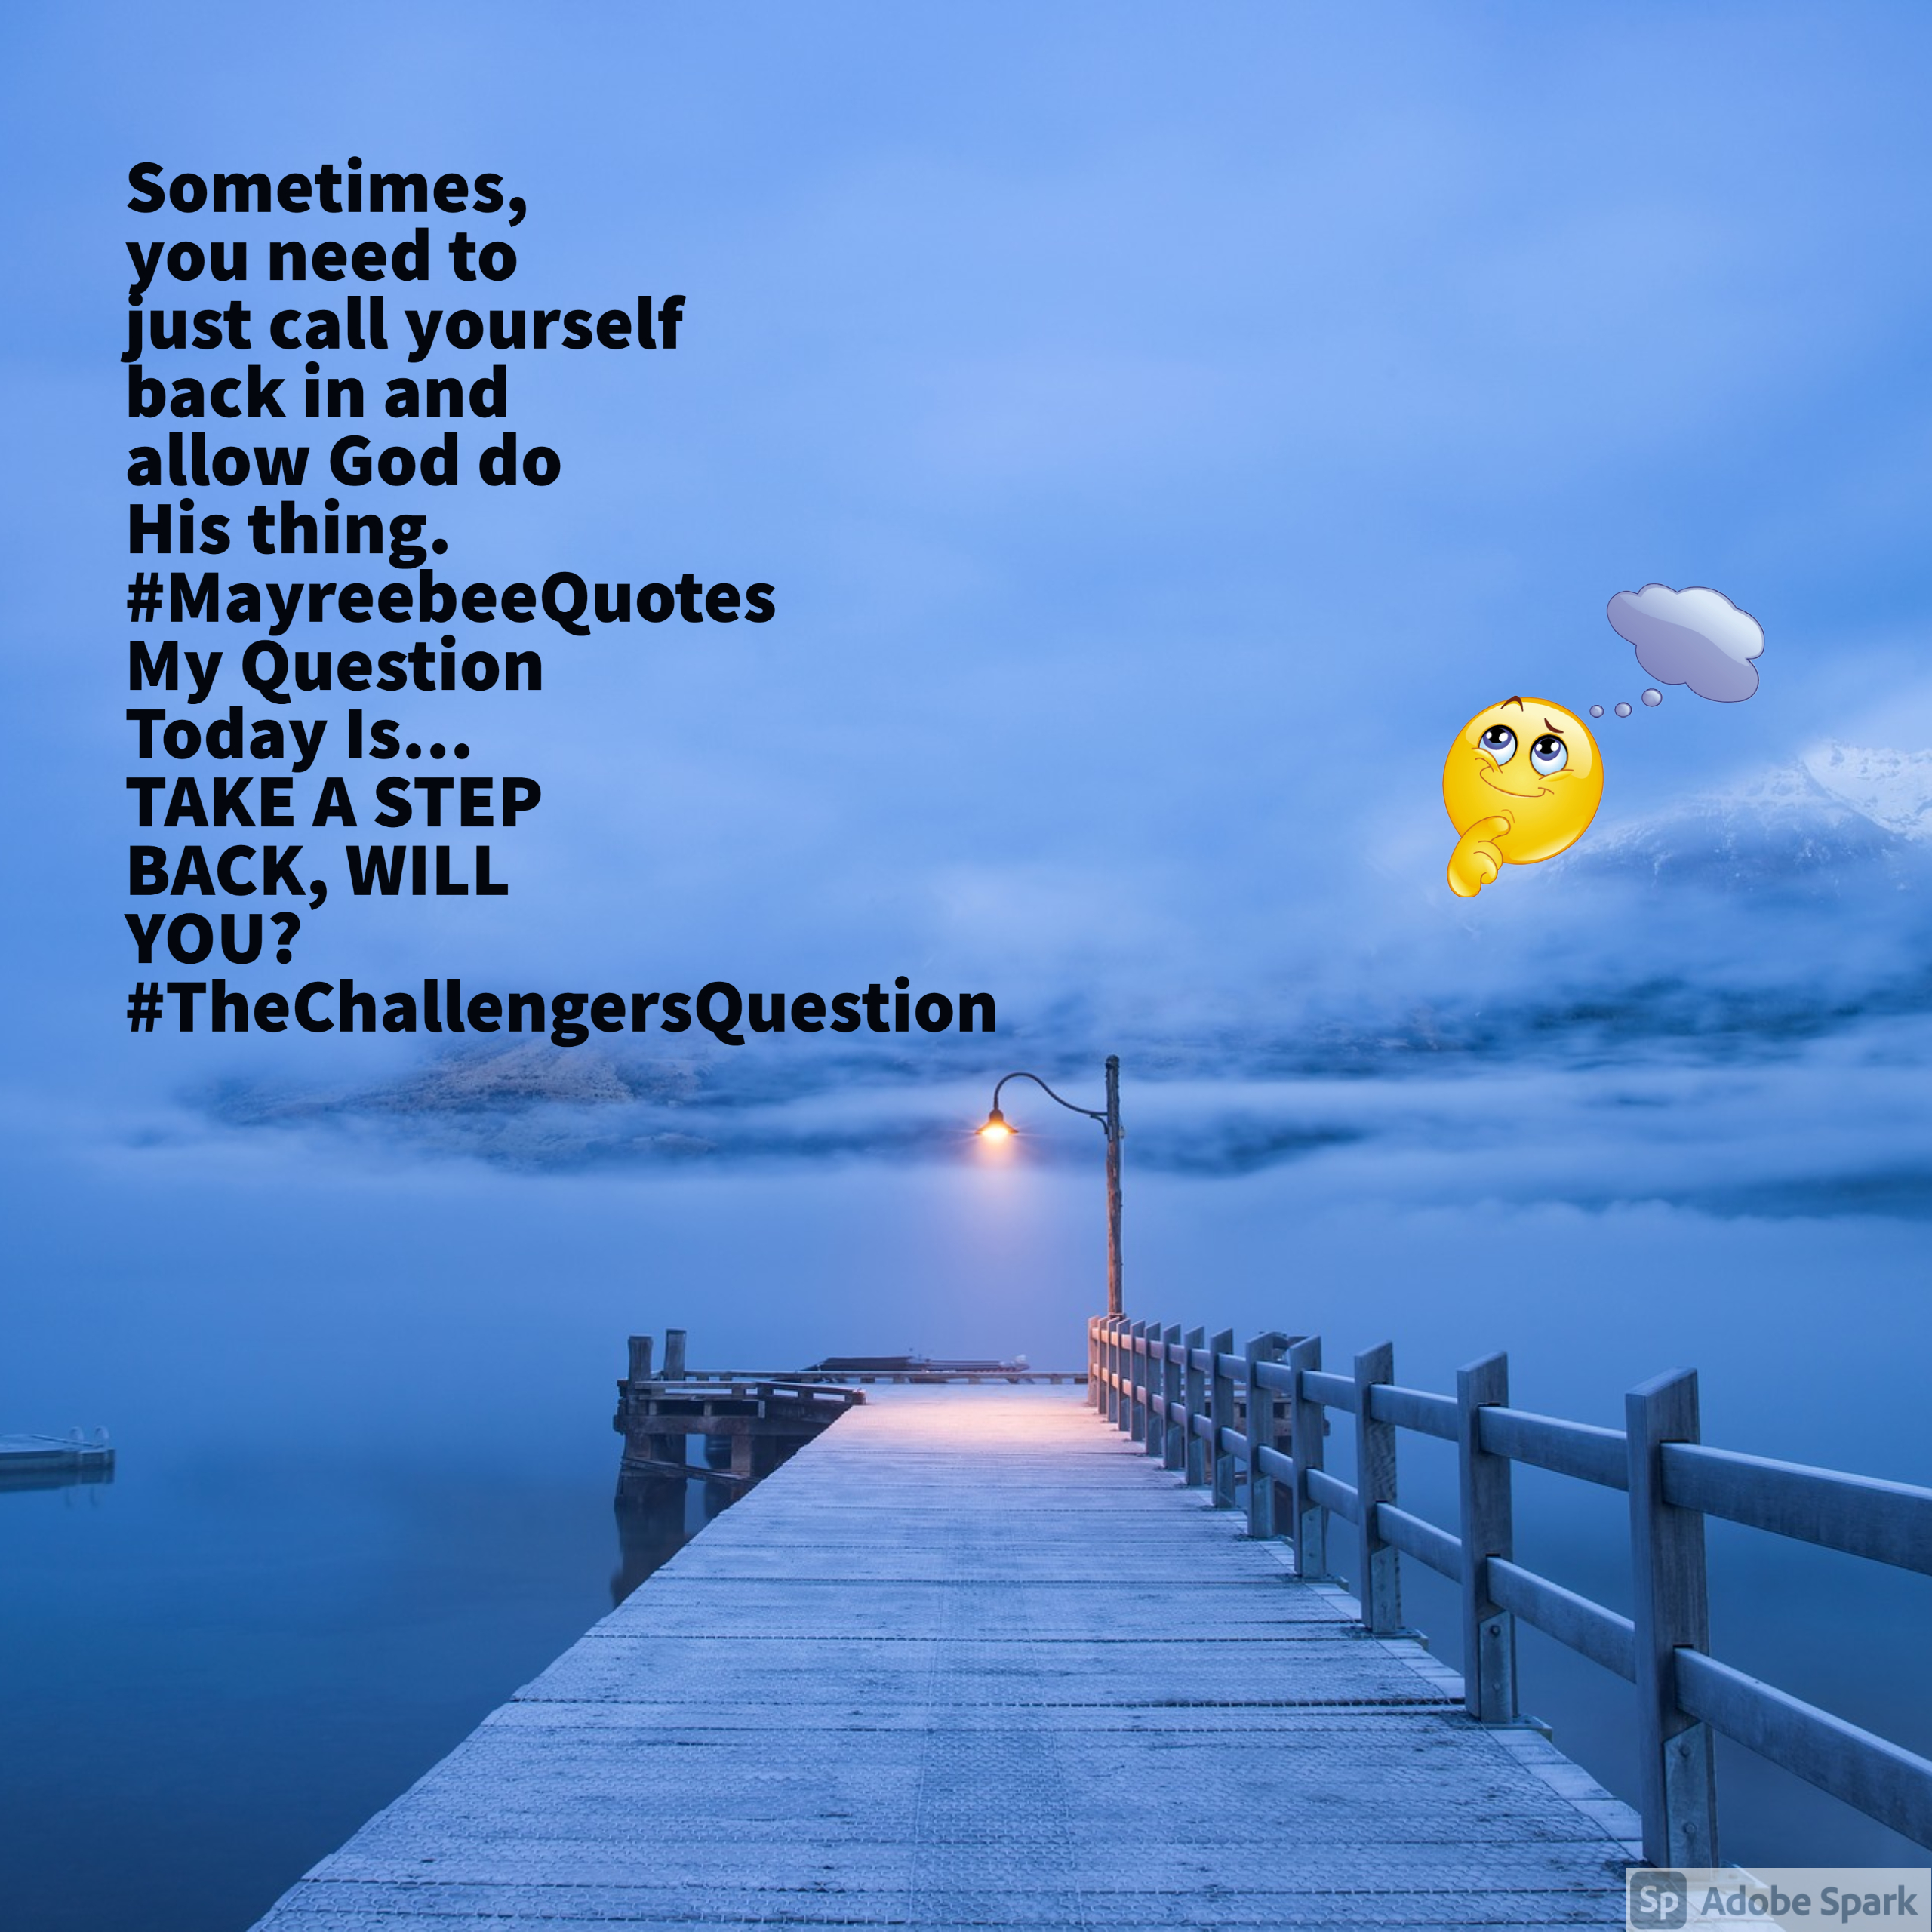 Sometimes,
you need to
just call yourself
back in and
allow God do
His thing.
#MayreebeeQuotes
My Question
Today Is...
TAKE A STEP
BACK, WILL
YOU?
#TheChallengersQuestion
Sp Adobe Spark